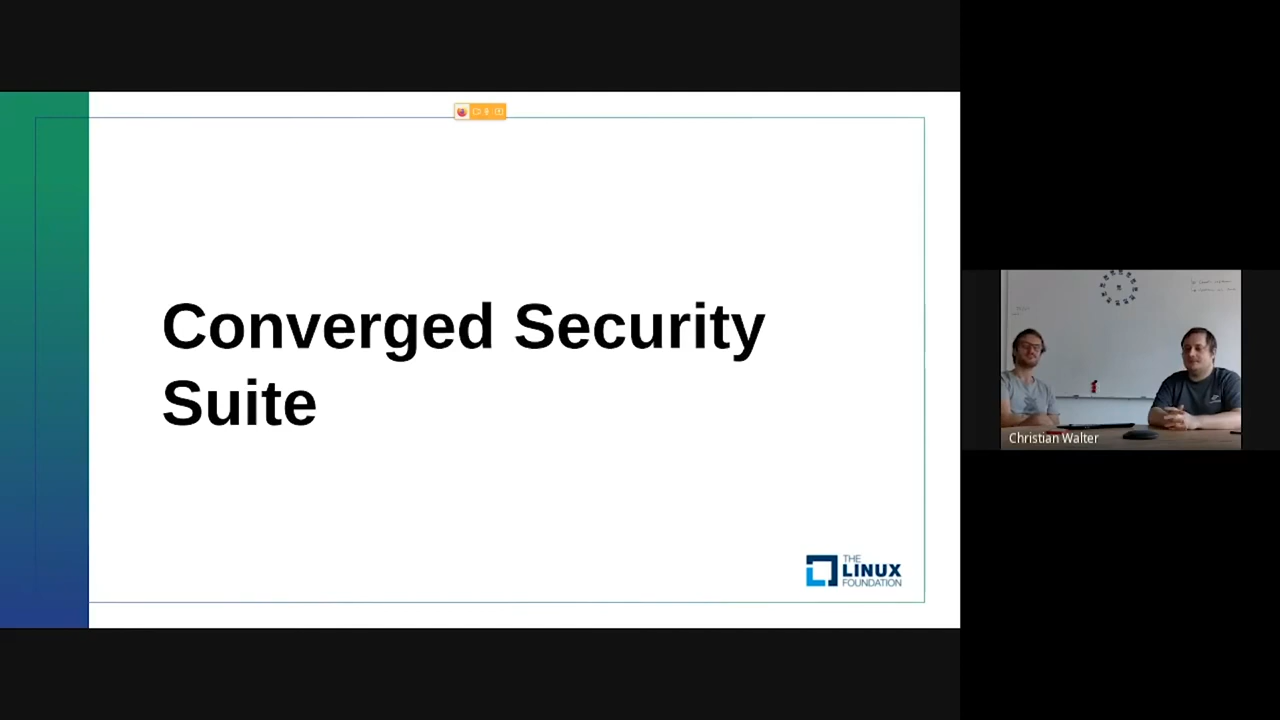 Converged Security
Suite
THE
LINUX
FOUNDATION
Christian Walter